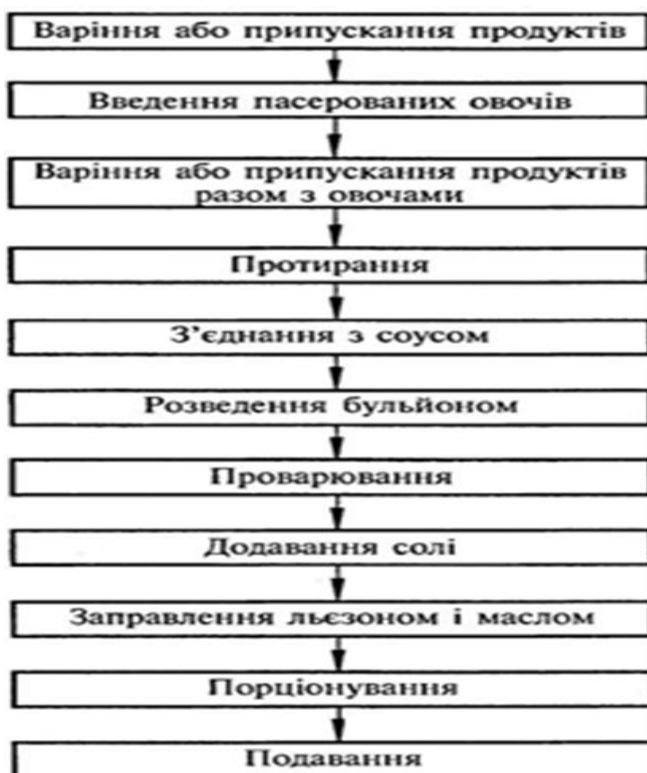 Варіння або припускання продуктів
Введення пасерованих овочів
Варіння або припускання продуктів
разом з овочами
Протирання
З’єднання з соусом
Розведення бульйоном
Проварювання
Додавання солі
Заправлення льєзоном і маслом
Порціонування
Подавання